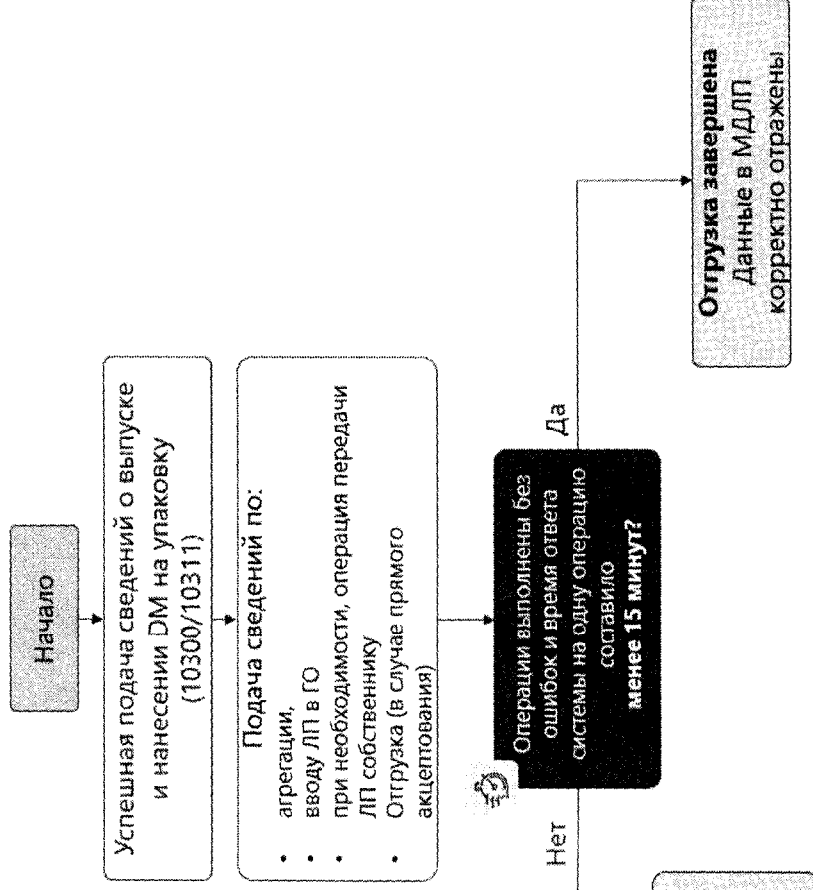 Начало
Успешная подача сведений о выпуске
и нанесении DM на упаковку
(10300/10311)
Подача сведений по:
• агрегации,
• вводу ЛП в ГО
• при необходимости, операция передачи
ЛП собственнику
• Отгрузка (в случае прямого
акцептования)
Операции выполнены без
ошибок и время ответа
системы на одну операцию
составило
менее 15 минут?
Нет
Да
Отгрузка завершена
Данные в МДЛП
корректно отражены